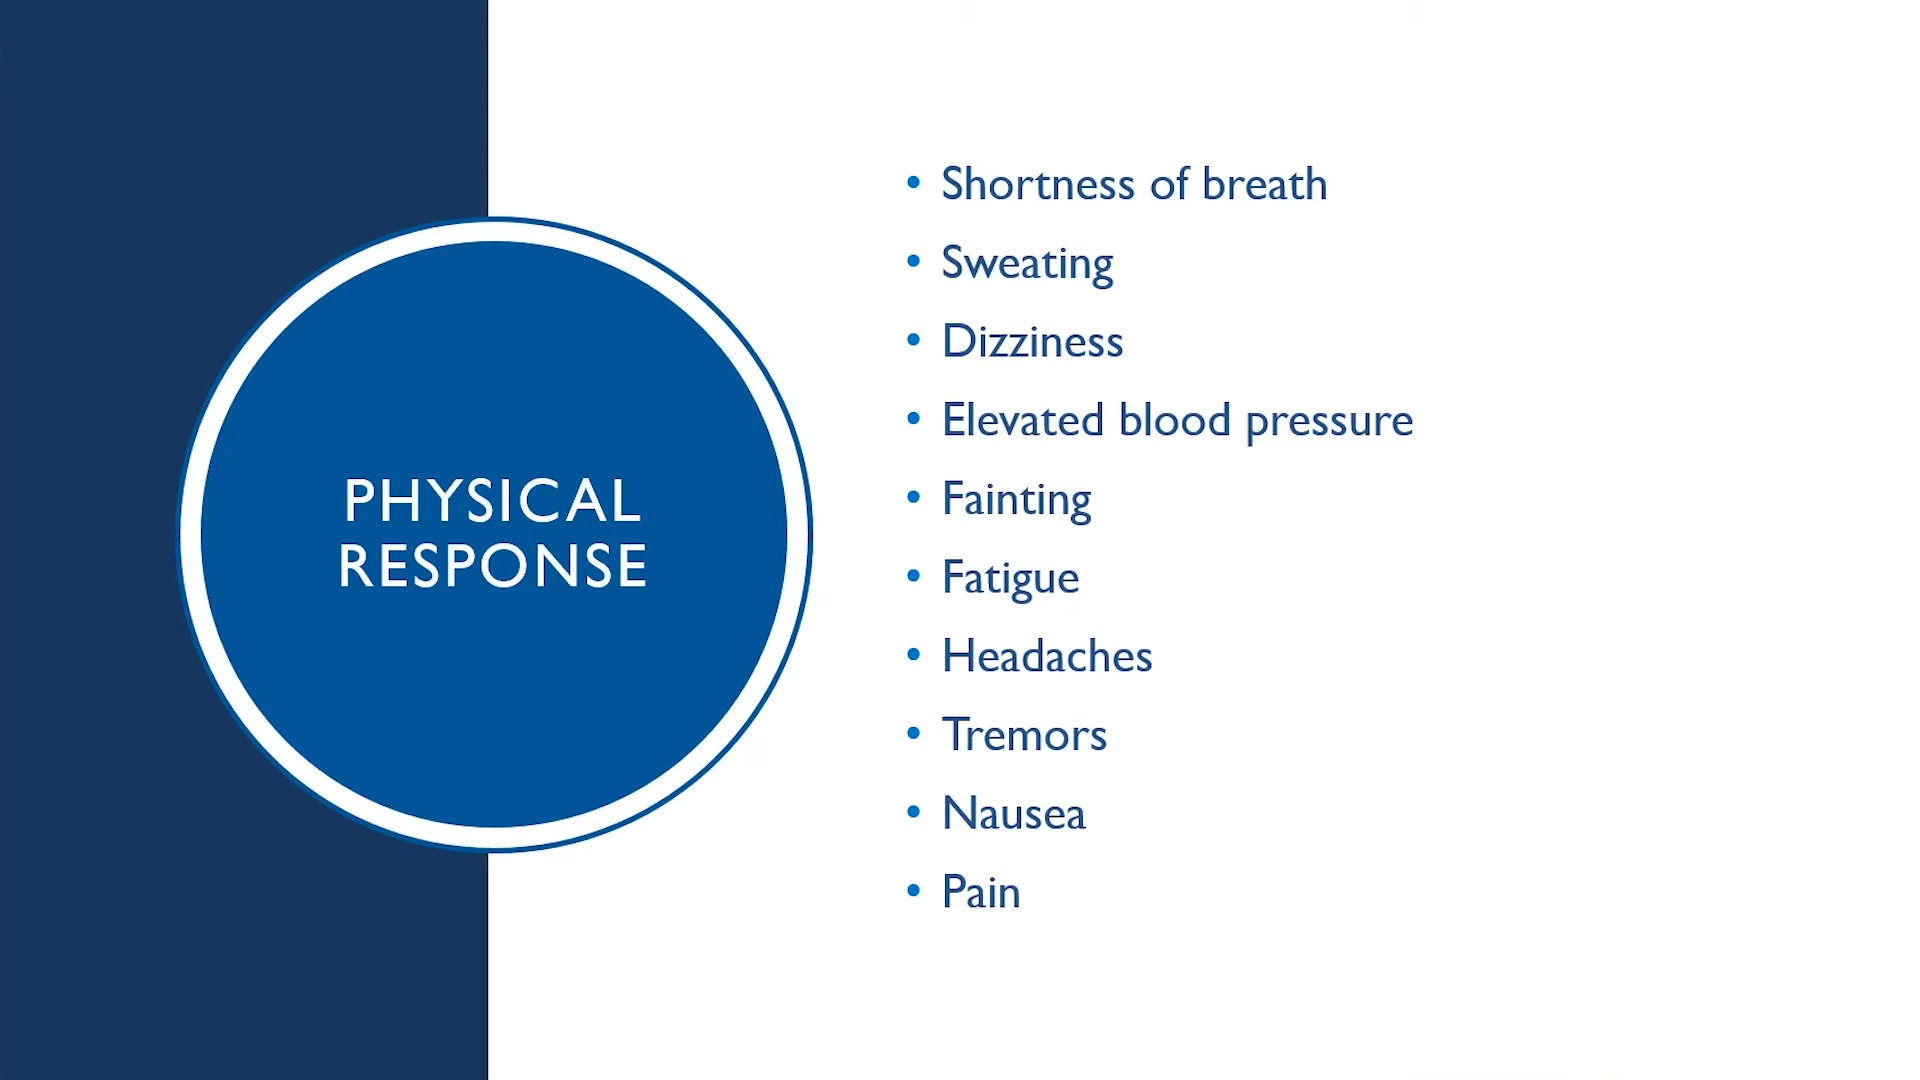 PHYSICAL
RESPONSE
• Shortness of breath
• Sweating
• Dizziness
• Elevated blood pressure
• Fainting
• Fatigue
• Headaches
• Tremors
• Nausea
• Pain